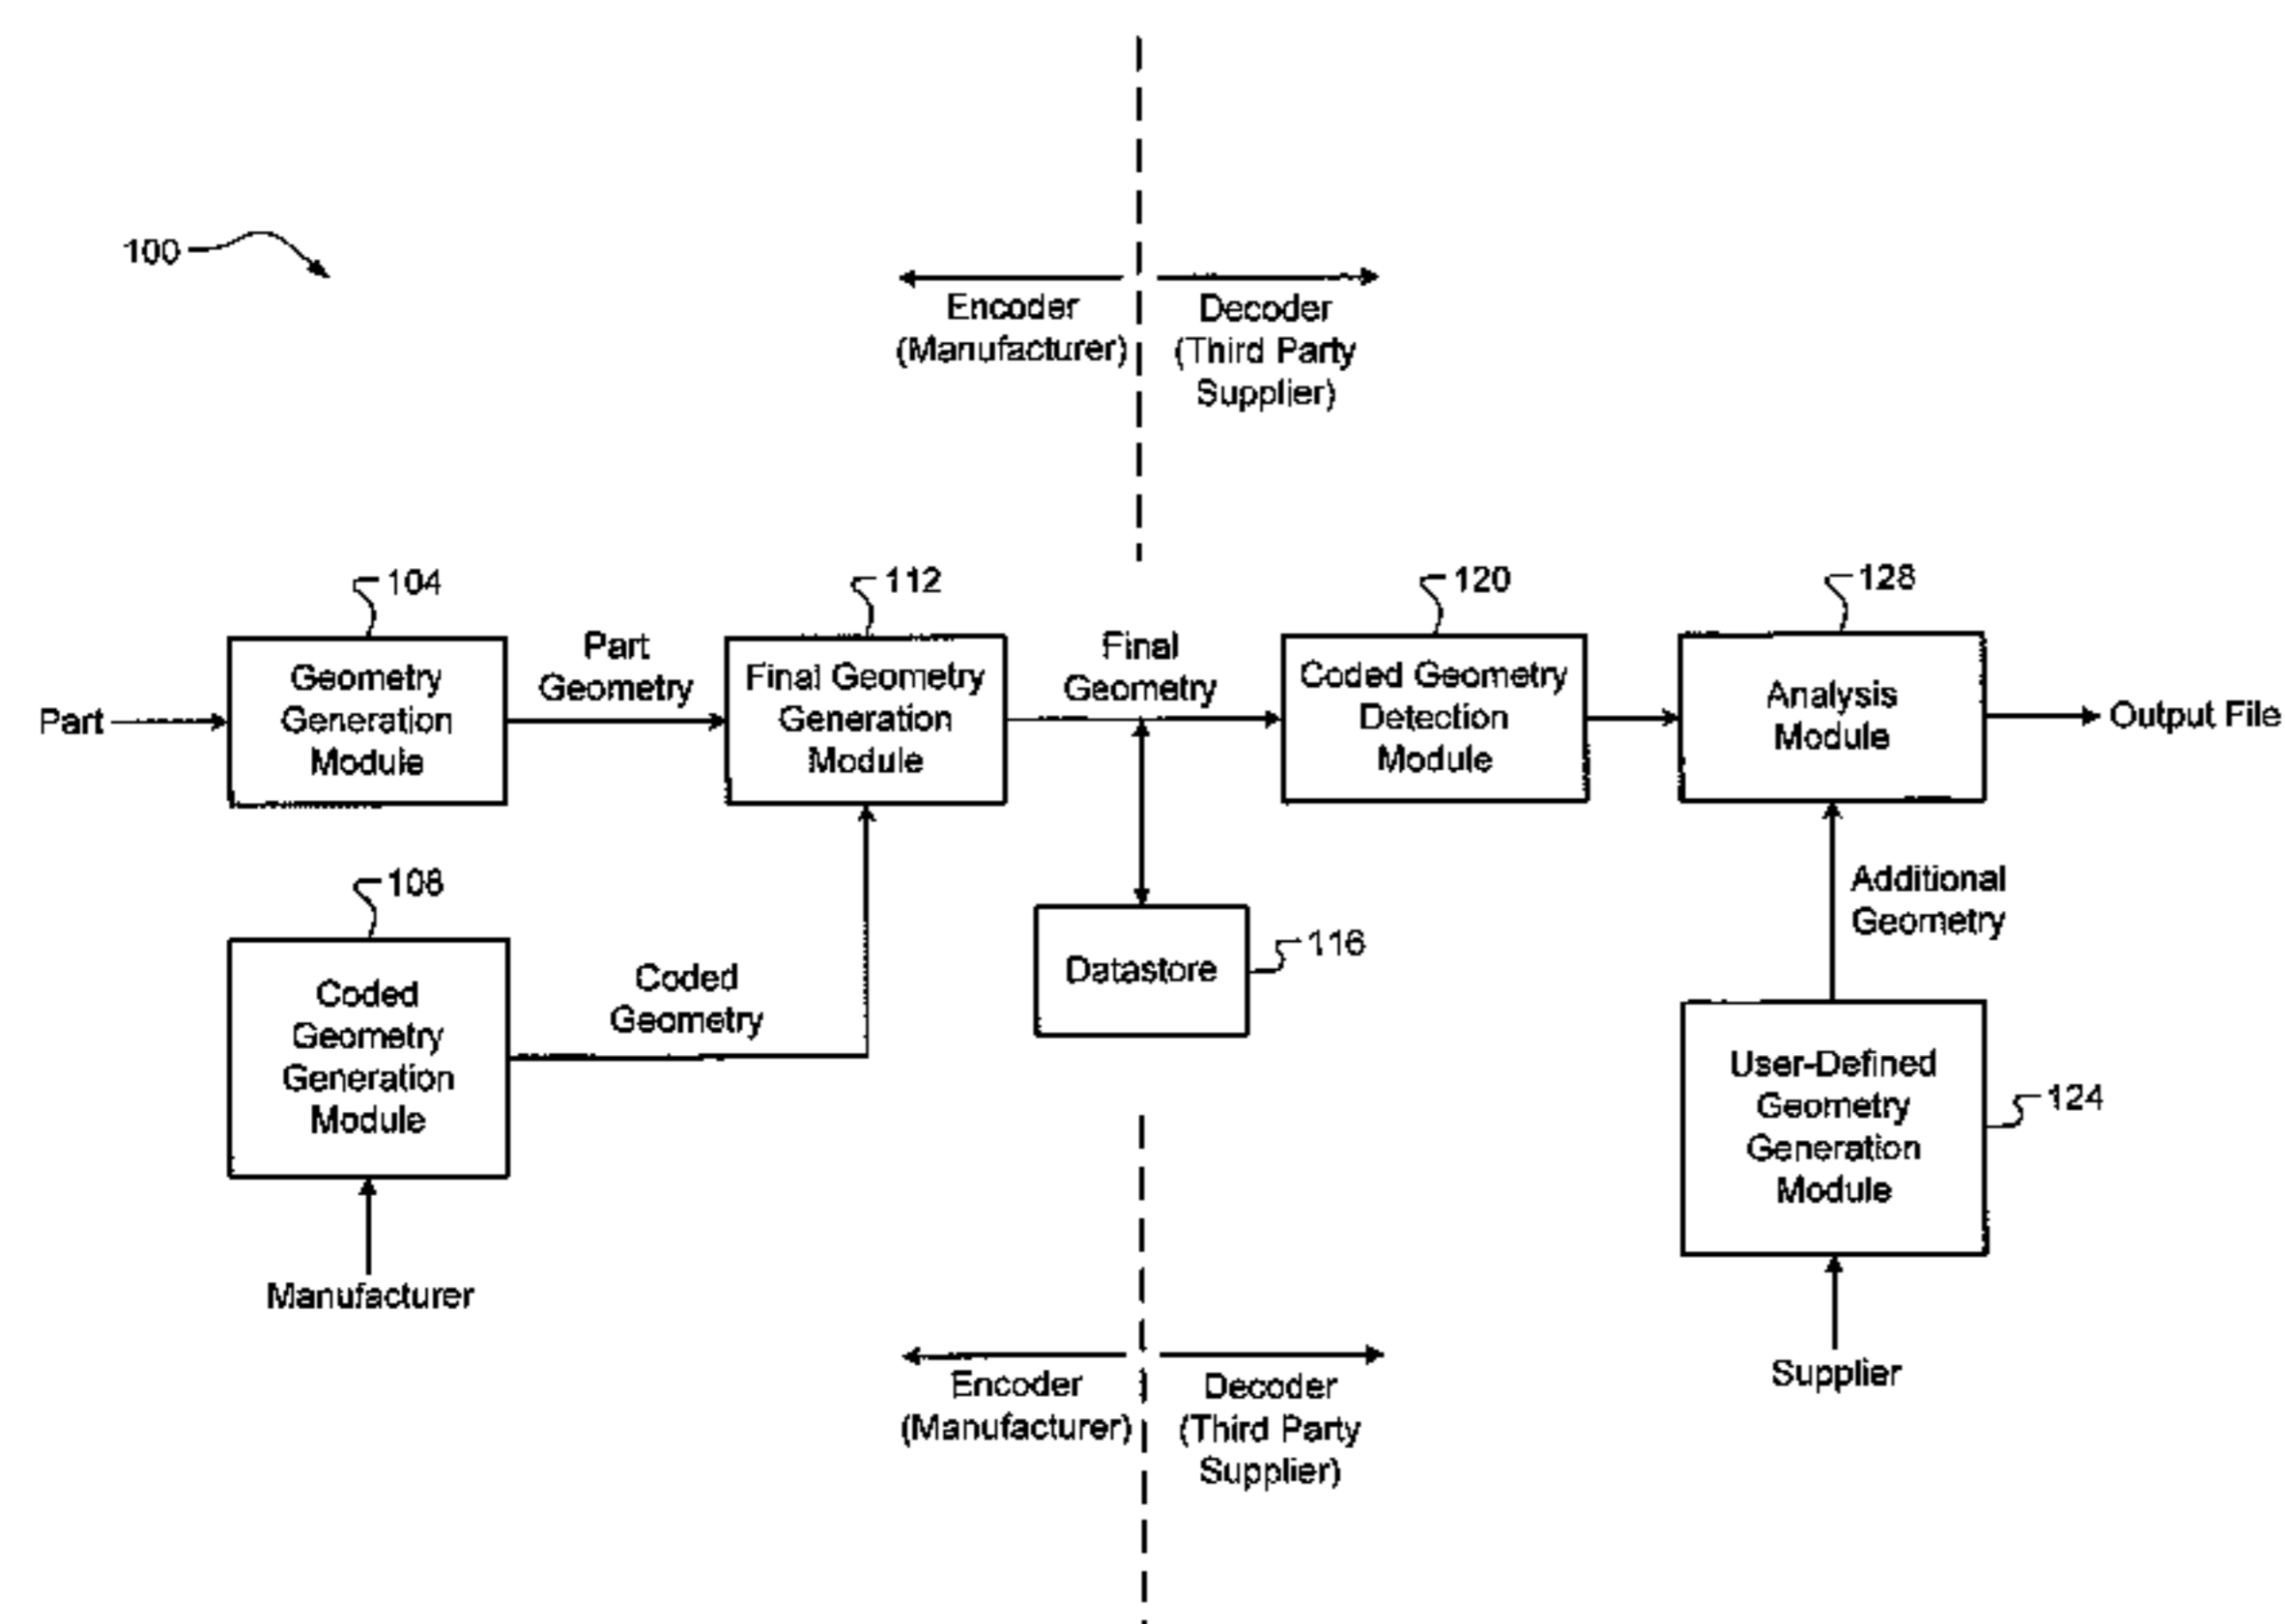 100
Encoder
(Manufacturer)
Decoder
(Third Party
Supplier)
104
112
120
128
Part
Geometry
Generation
Module
Part
Geometry
Final Geometry
Generation
Module
Final
Geometry
Coded Geometry
Detection
Module
Analysis
Module
Output File
108
Coded
Geometry
Generation
Module
Coded
Geometry
Datastore
116
Additional
Geometry
User-Defined
Geometry
Generation
Module
124
Manufacturer
Supplier
Encoder
(Manufacturer)
Decoder
(Third Party
Supplier)